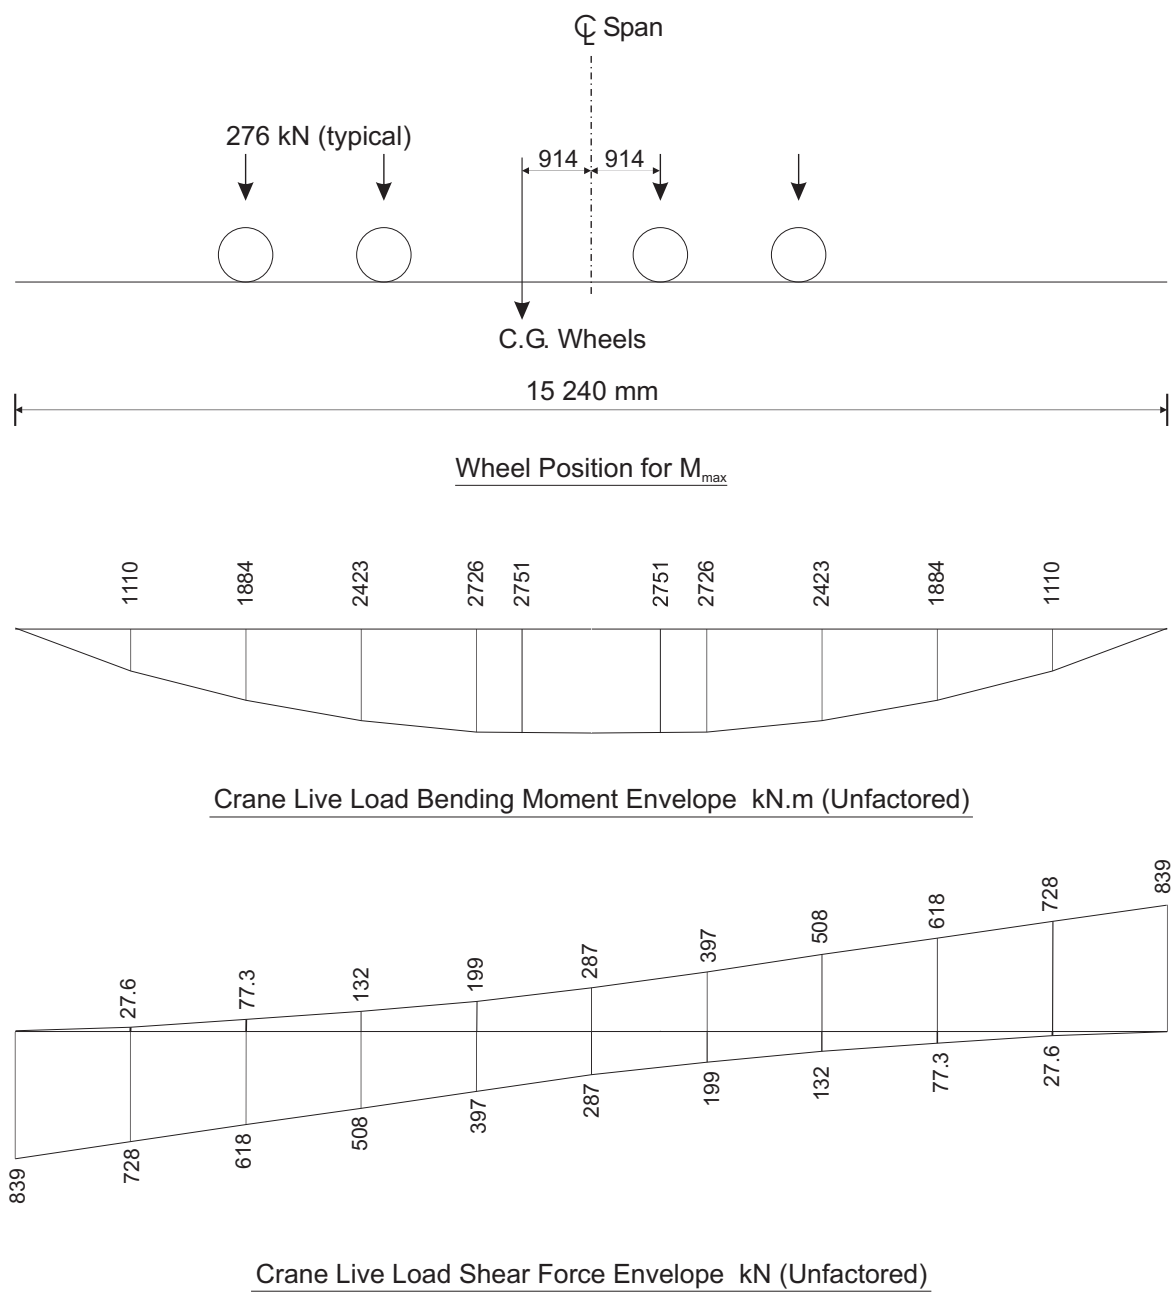 ℄ Span
276 kN (typical)
914 914
C.G. Wheels
15 240 mm
Wheel Position for Mmax
1110 1884 2423 2726 2751 2751 2726 2423 1884 1110
Crane Live Load Bending Moment Envelope kN.m (Unfactored)
27.6 77.3 132 199 287 397 508 618 728 839
839 728 618 508 397 287 199 132 77.3 27.6
Crane Live Load Shear Force Envelope kN (Unfactored)